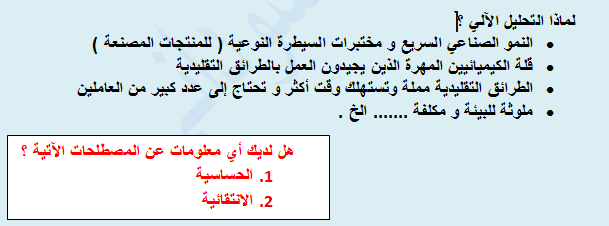 لماذا التحليل الآلي ؟
• النمو الصناعي السريع و مختبرات السيطرة النوعية ( للمنتجات المصنعة )
• قلة الكيميائيين المهرة الذين يجيدون العمل بالطرائق التقليدية
• الطرائق التقليدية مملة وتستهلك وقت أكثر و تحتاج إلى عدد كبير من العاملين
• ملوثة للبيئة و مكلفة ....... الخ .
هل لديك أي معلومات عن المصطلحات الآتية ؟
1. الحساسية
2. الانتقائية